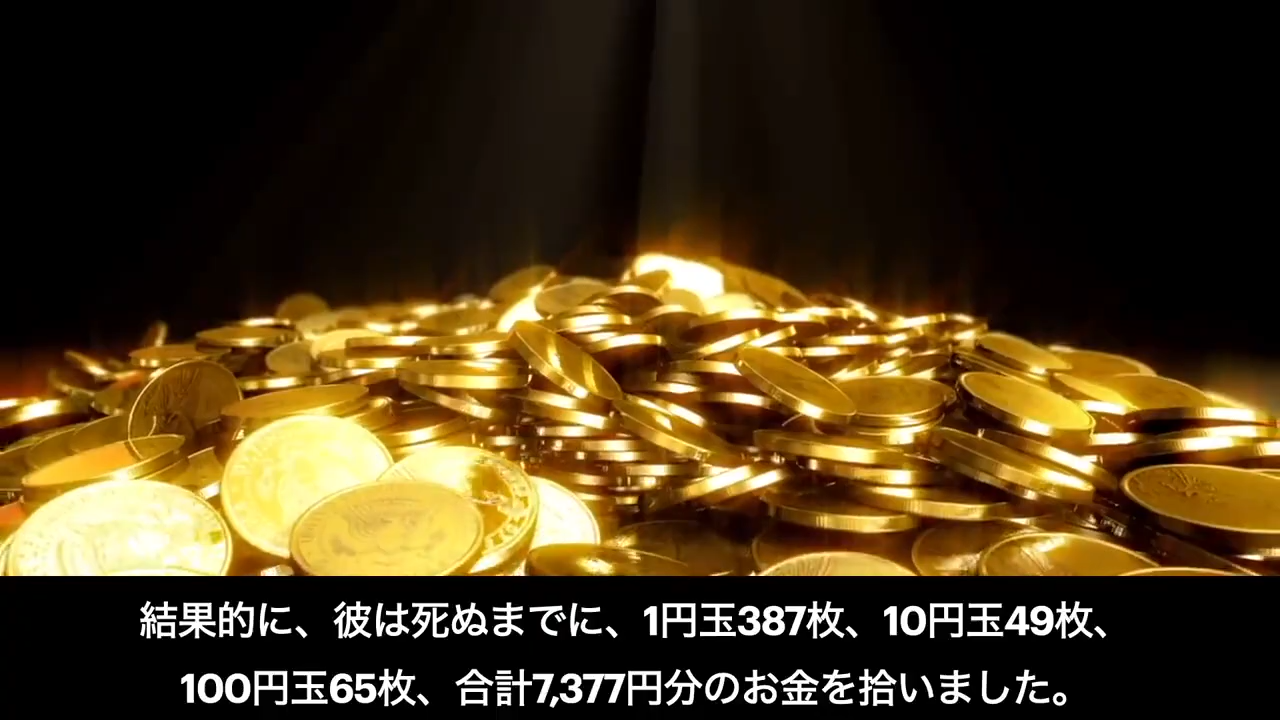 結果的に、彼は死ぬまでに、1円玉387枚、10円玉49枚、
100円玉65枚、合計7,377円分のお金を拾いました。